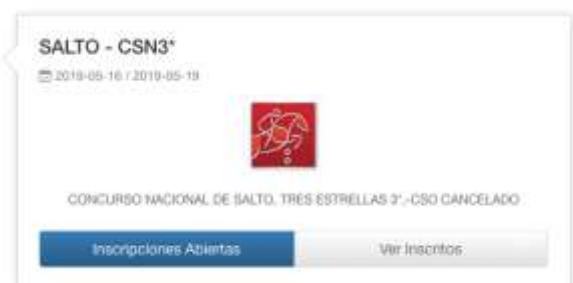 SALTO - CSN3*
2019-05-16 / 2019-05-19
CONCURSO NACIONAL DE SALTO, TRES ESTRELLAS 3*.-CSO CANCELADO
Inscripciones Abiertas
Ver Inscritos